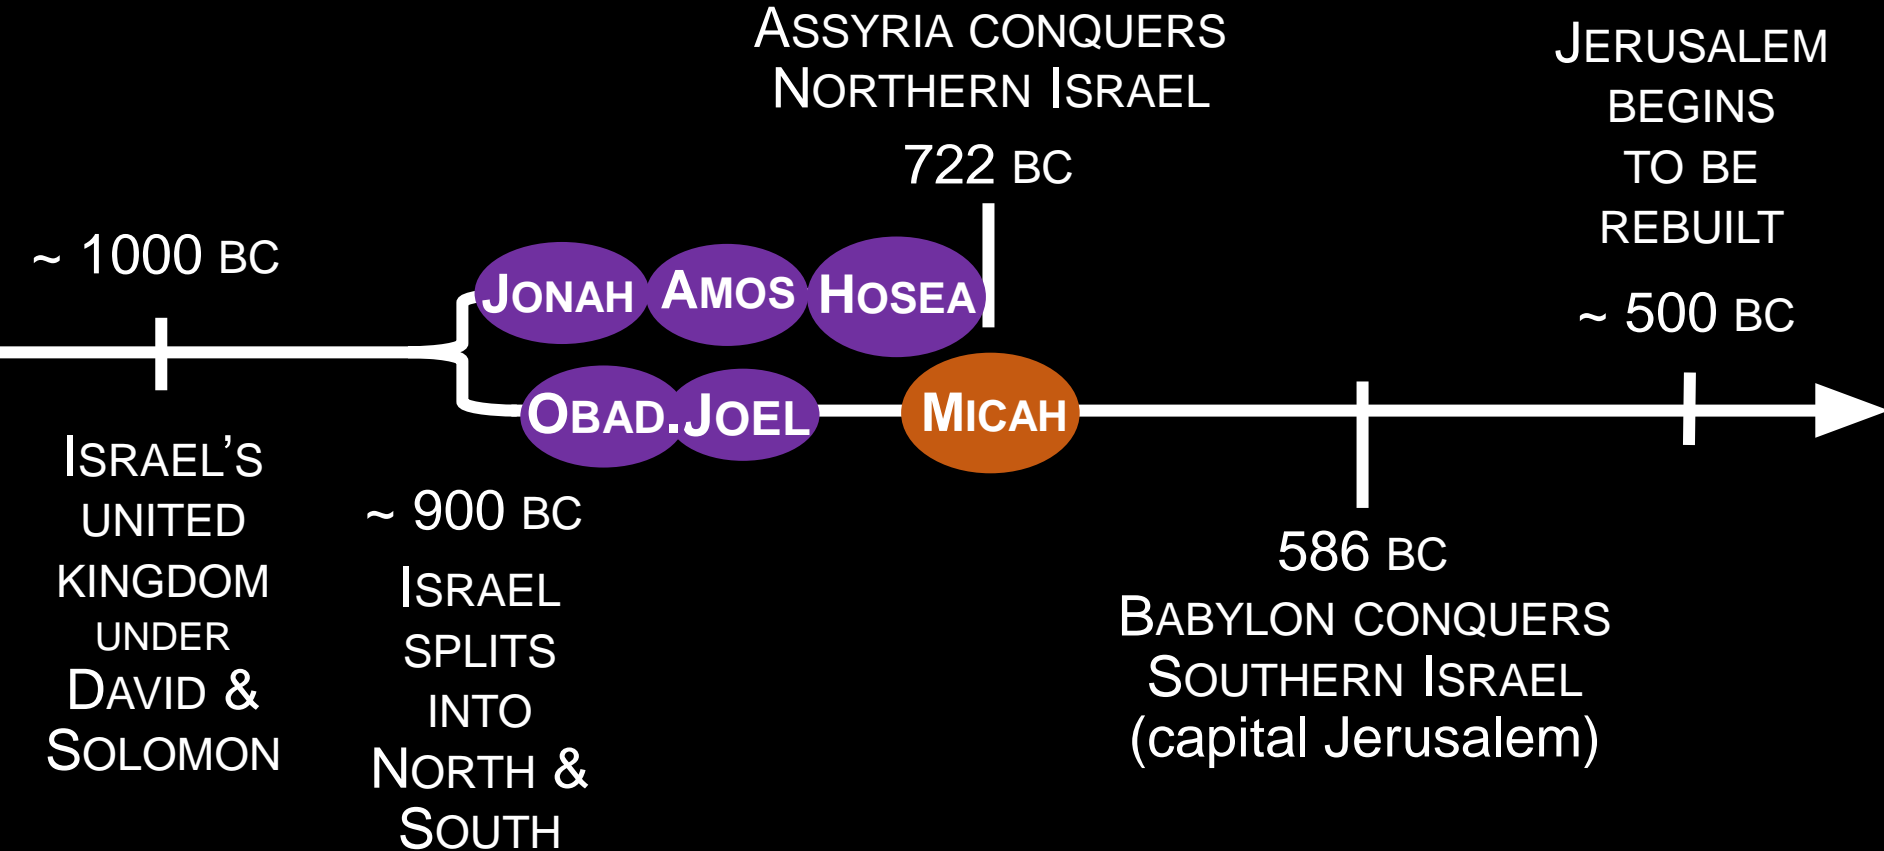 ~ 1000 BC
ISRAEL’S
UNITED
KINGDOM
UNDER
DAVID &
SOLOMON
~ 900 BC
ISRAEL
SPLITS
INTO
NORTH &
SOUTH
JONAH AMOS HOSEA
OBAD. JOEL MICAH
ASSYRIA CONQUERS
NORTHERN ISRAEL
722 BC
586 BC
BABYLON CONQUERS
SOUTHERN ISRAEL
(capital Jerusalem)
JERUSALEM
BEGINS
TO BE
REBUILT
~ 500 BC